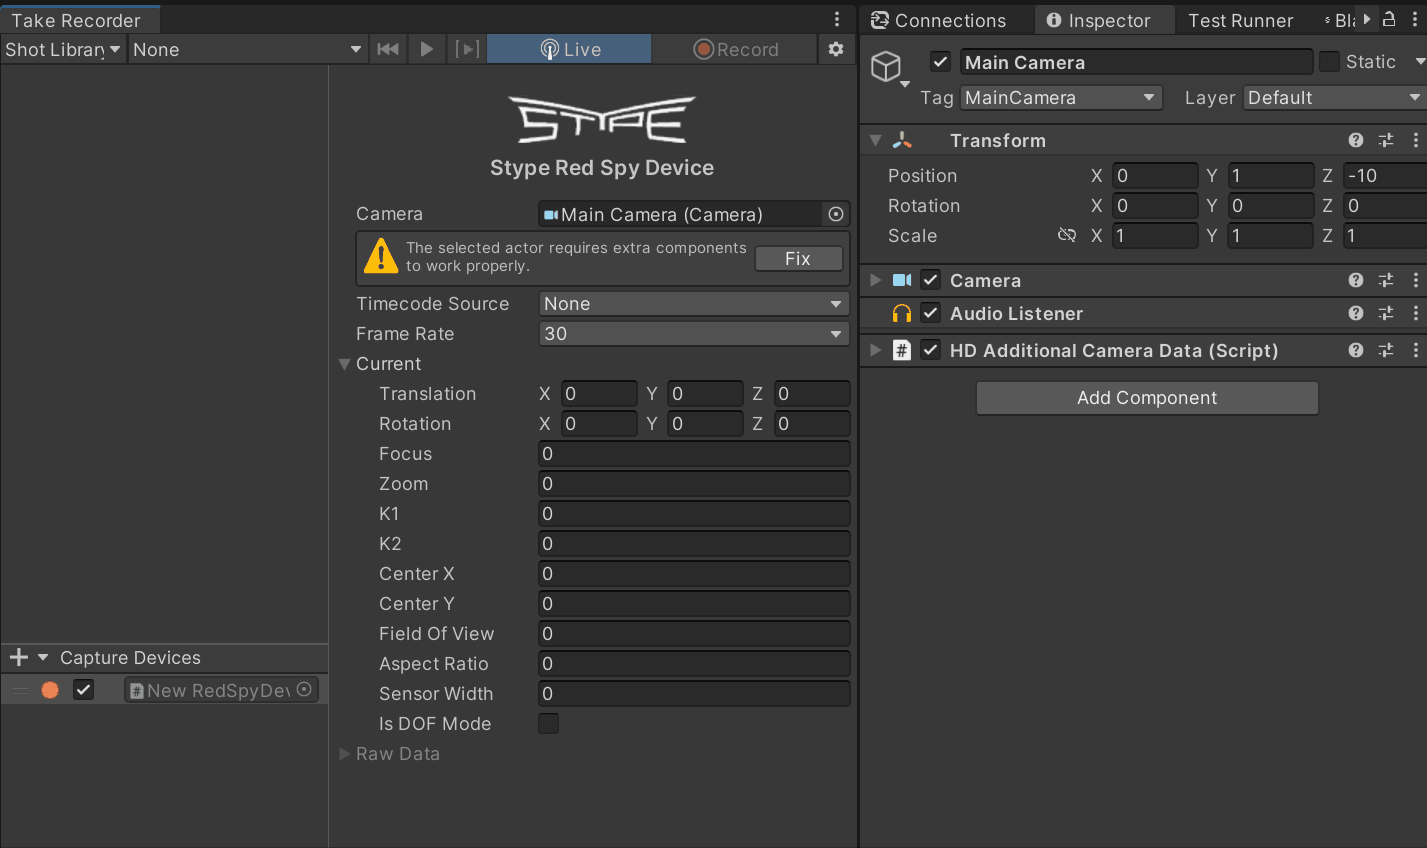 Take Recorder
Shot Library None Live Record
STYPE
Stype Red Spy Device
Camera Main Camera (Camera)
The selected actor requires extra components
to work properly.
Fix
Timecode Source None
Frame Rate 30
Current
Translation X 0 Y 0 Z 0
Rotation X 0 Y 0 Z 0
Focus 0
Zoom 0
K1 0
K2 0
Center X 0
Center Y 0
Field Of View 0
Aspect Ratio 0
Sensor Width 0
Is DOF Mode
Raw Data
Capture Devices
# New RedSpyDev
Connections Inspector Test Runner Bla
Main Camera Static
Tag MainCamera Layer Default
Transform
Position X 0 Y 1 Z -10
Rotation X 0 Y 0 Z 0
Scale X 1 Y 1 Z 1
Camera
Audio Listener
# HD Additional Camera Data (Script)
Add Component